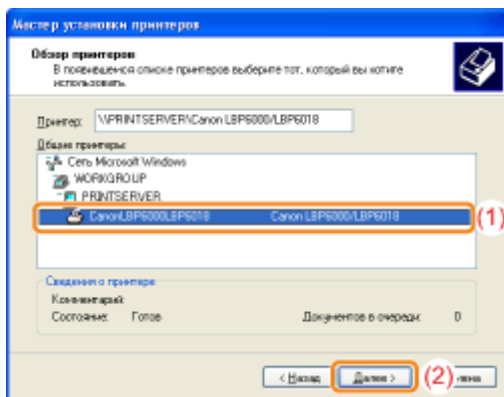 Мастер установки принтеров
Обзор принтеров
В появившемся списке принтеров выберите тот, который вы хотите
использовать.
Принтер: \\PRINTSERVER\Canon LBP6000/LBP6018
Общие принтеры:
Сеть Microsoft Windows
WORKGROUP
PRINTSERVER
CanonLBP6000LBP6018 Canon LBP6000/LBP6018 (1)
Сведения о принтере
Комментарий:
Состояние: Готов Документов в очереди: 0
< Назад Далее > (2)